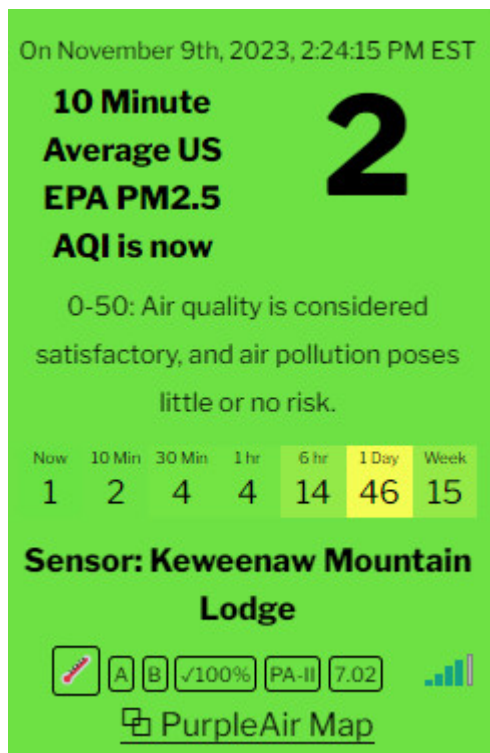 On November 9th, 2023, 2:24:15 PM EST
10 Minute
Average US
EPA PM2.5
AQI is now
2
0-50: Air quality is considered
satisfactory, and air pollution poses
little or no risk.
Now 10 Min 30 Min 1 hr 6 hr 1 Day Week
1 2 4 4 14 46 15
Sensor: Keweenaw Mountain
Lodge
A B √100% PA-II 7.02
PurpleAir Map